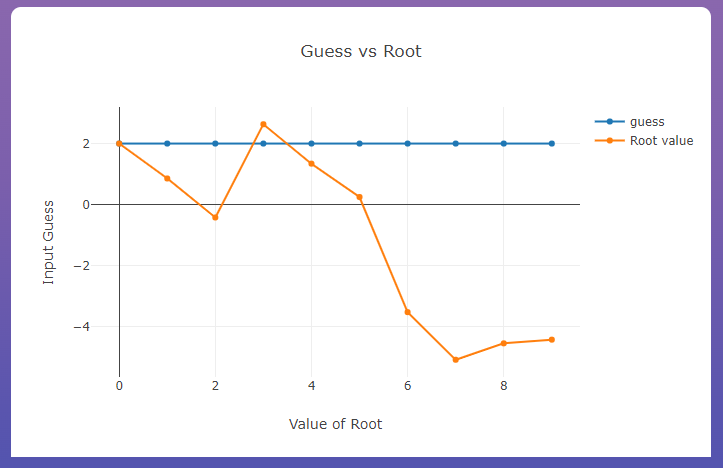 Guess vs Root
guess
Root value
2
0
−2
−4
Input Guess
0 2 4 6 8
Value of Root